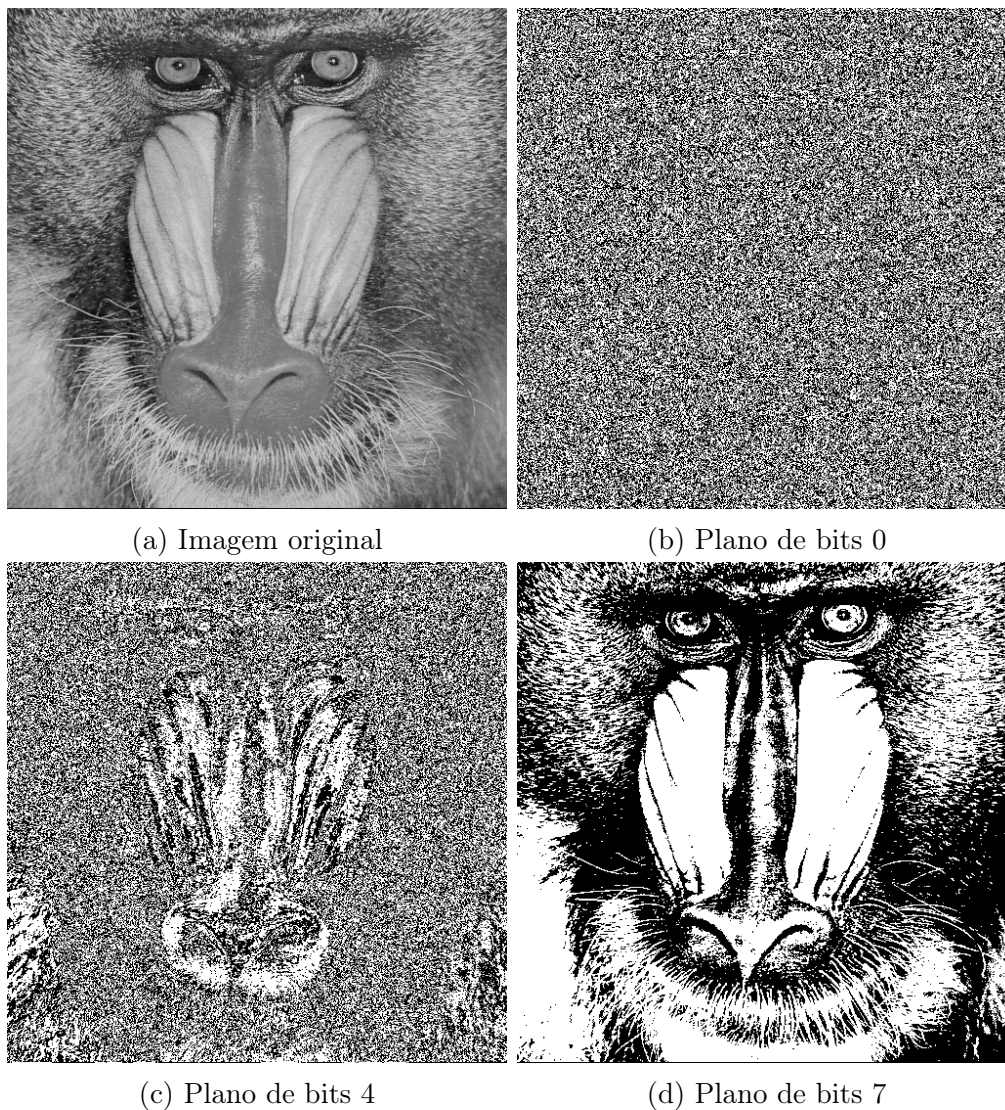 (a) Imagem original
(b) Plano de bits 0
(c) Plano de bits 4
(d) Plano de bits 7